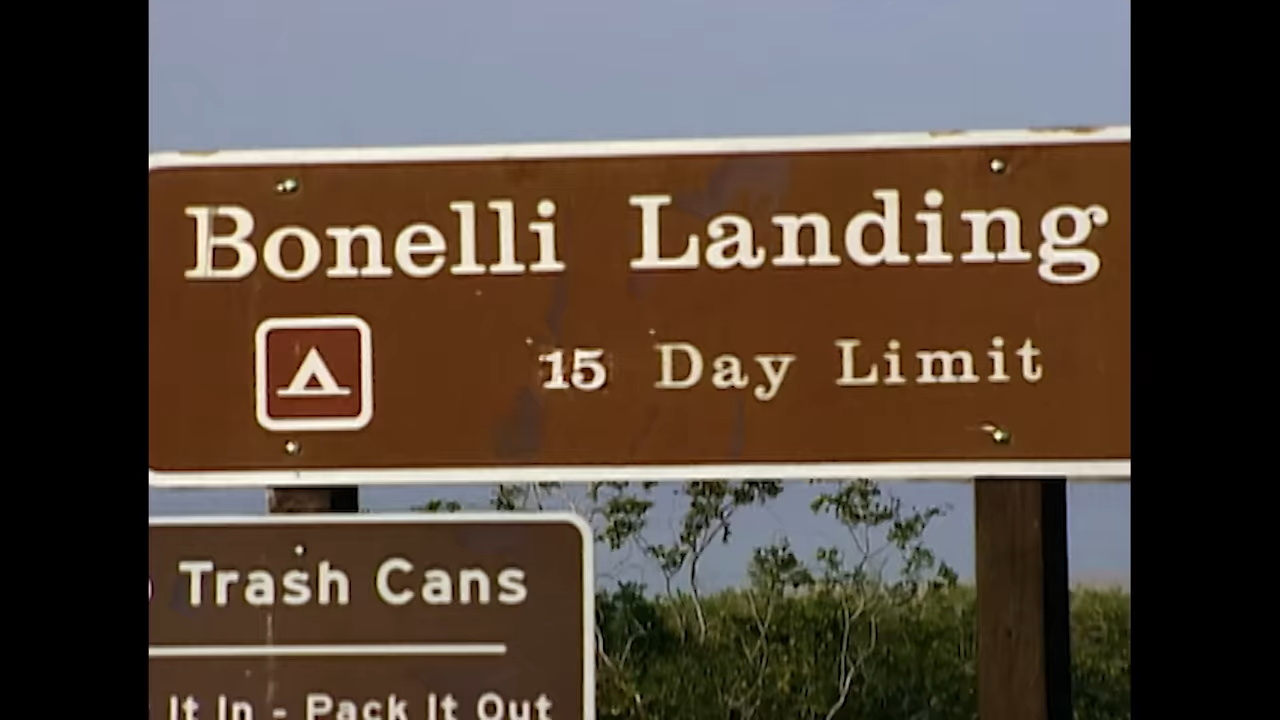 Bonelli Landing
15 Day Limit
Trash Cans
It In - Pack It Out